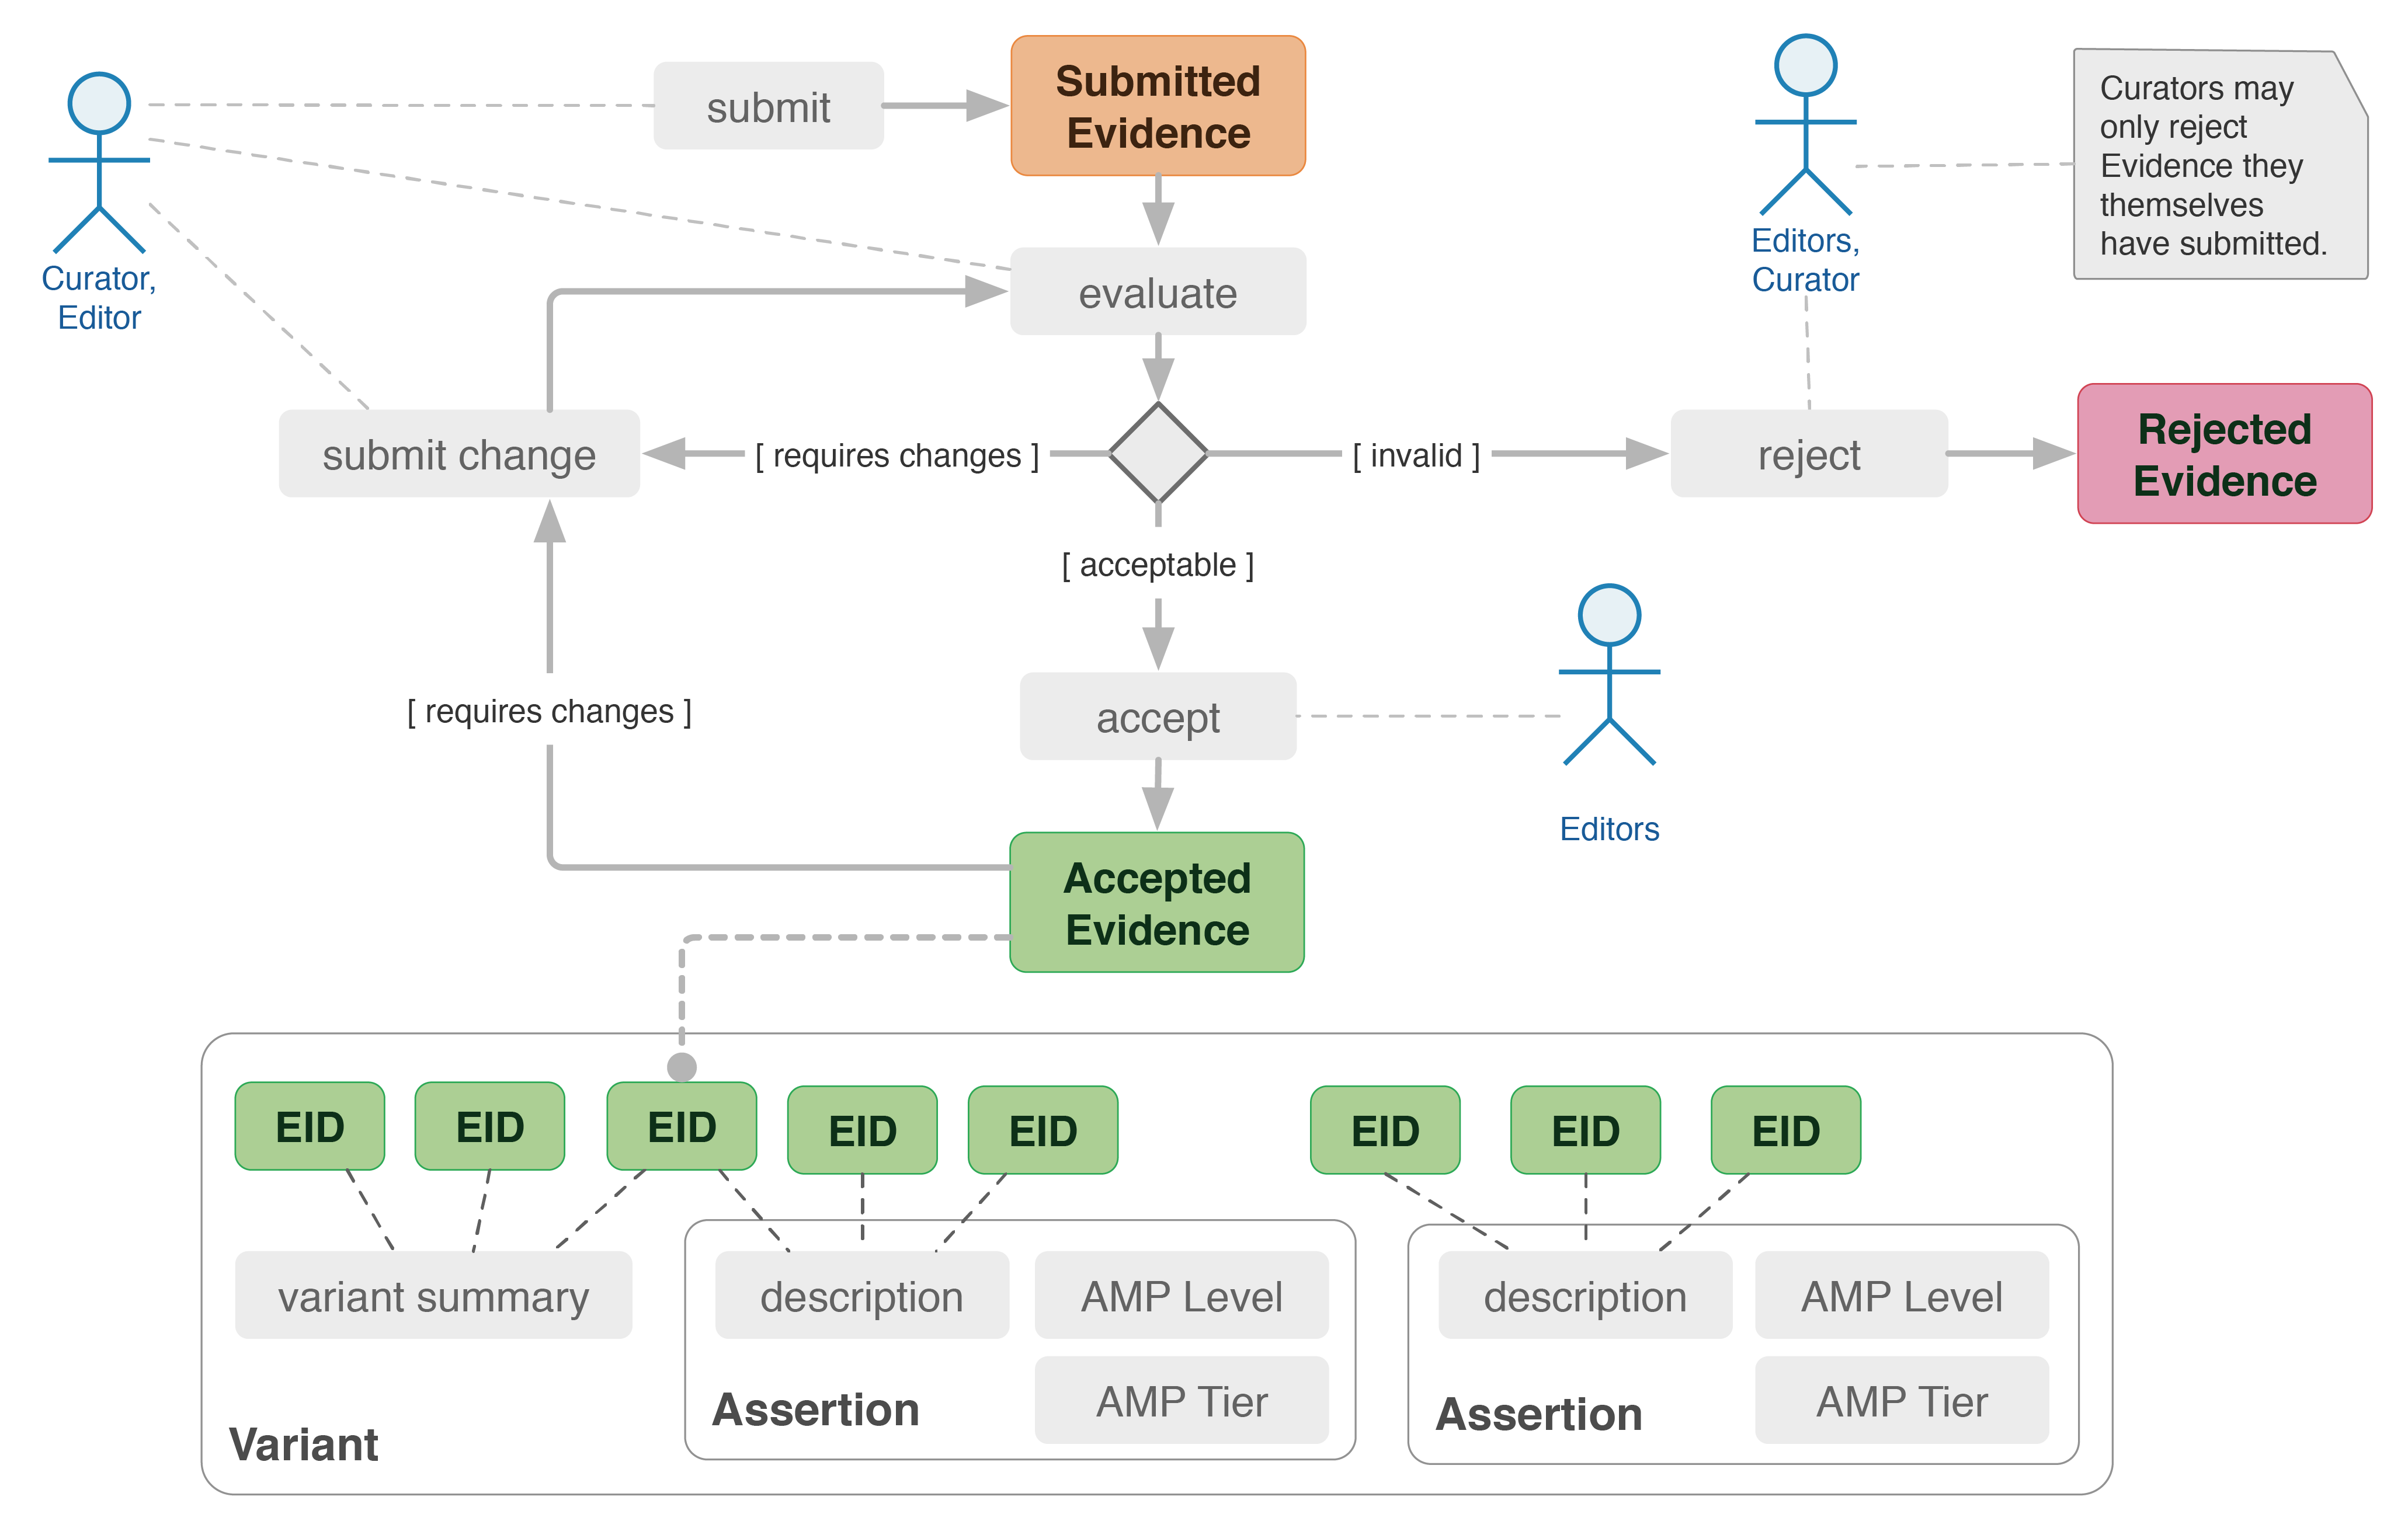 submit
Submitted
Evidence
Curators may
only reject
Evidence they
themselves
have submitted.
Editors,
Curator
Curator,
Editor
evaluate
submit change
[ requires changes ]
[ invalid ]
reject
Rejected
Evidence
[ acceptable ]
[ requires changes ]
accept
Editors
Accepted
Evidence
EID
EID
EID
EID
EID
EID
EID
EID
variant summary
description
AMP Level
AMP Tier
Assertion
description
AMP Level
AMP Tier
Assertion
Variant